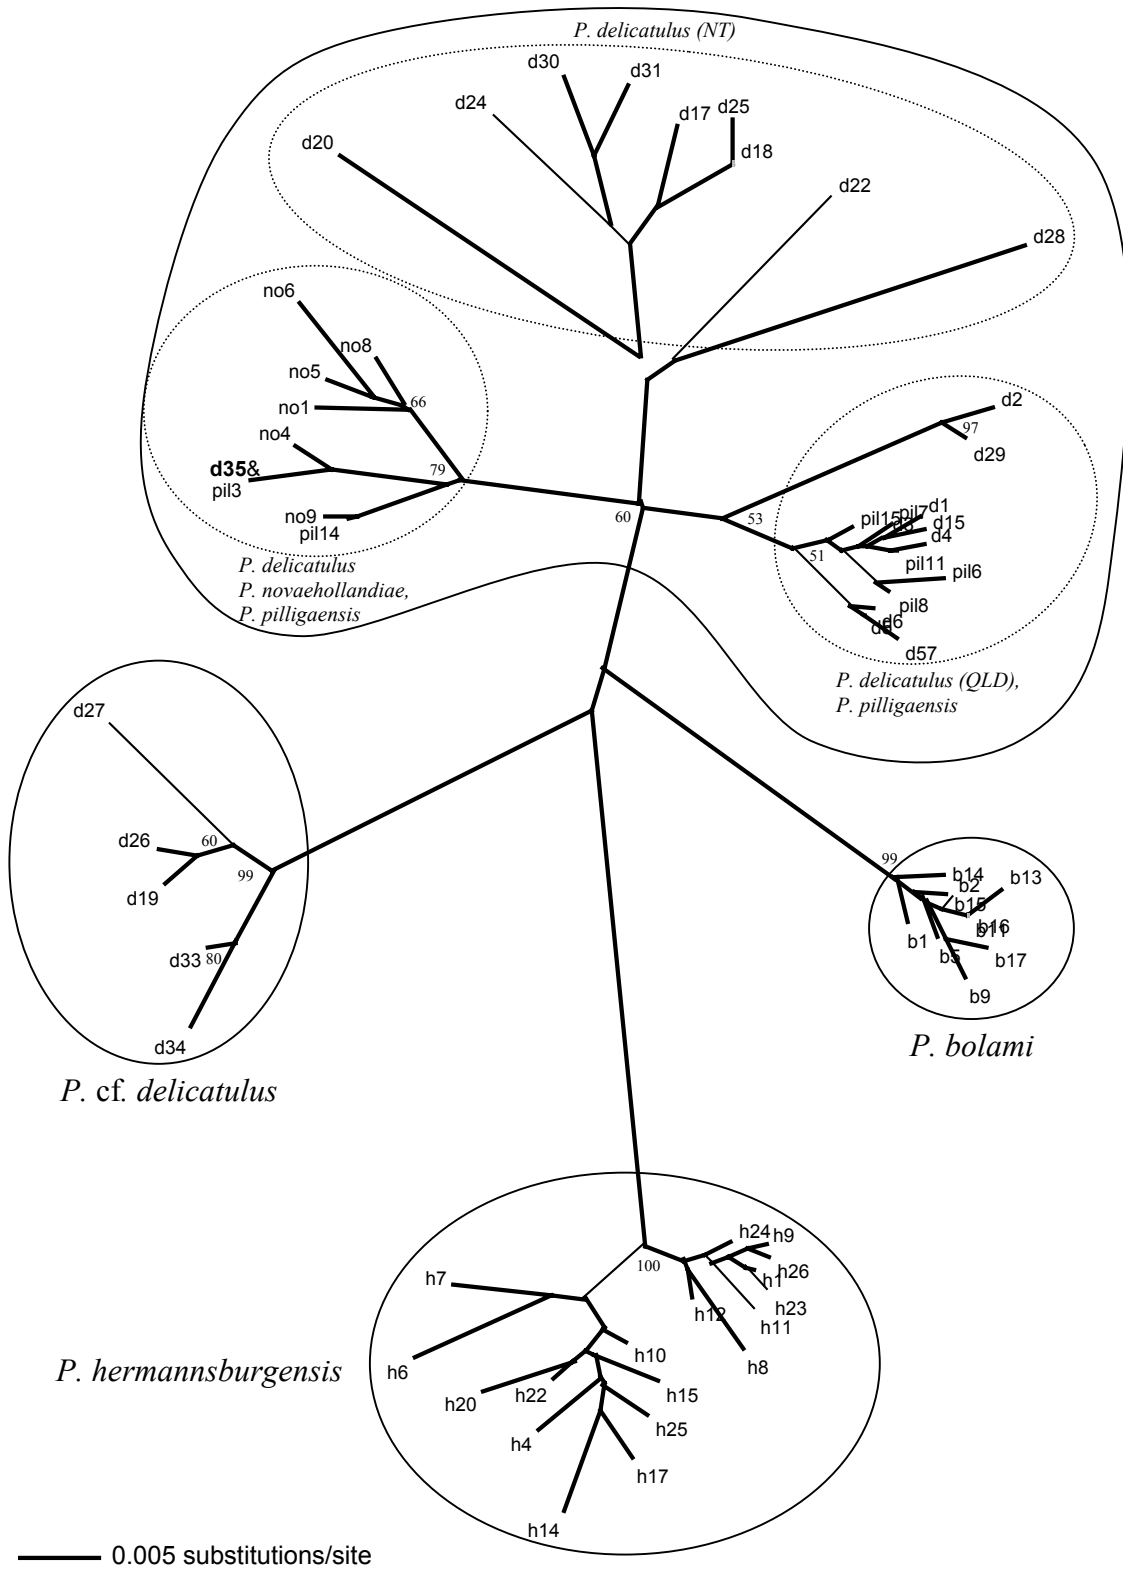 P. delicatulus (NT)
d30
d31
d24
d17
d25
d20
d18
d22
d28
no6
no8
no5
66
no1
no4
79
d35&
pil3
no9
pil14
P. delicatulus
P. novaehollandiae,
P. pilligaensis
60
53
d2
97
d29
pil15
pil7
d1
d3
d15
d4
51
pil11
pil6
pil8
d6
d57
P. delicatulus (QLD),
P. pilligaensis
d27
d26
60
99
d19
d33
80
d34
P. cf. delicatulus
99
b14
b2
b13
b15
b16
b11
b1
b5
b17
b9
P. bolami
h24
h9
100
h26
h1
h7
h23
h12
h11
h10
h8
h6
h22
h15
h20
h25
h4
h17
h14
P. hermannsburgensis
0.005 substitutions/site